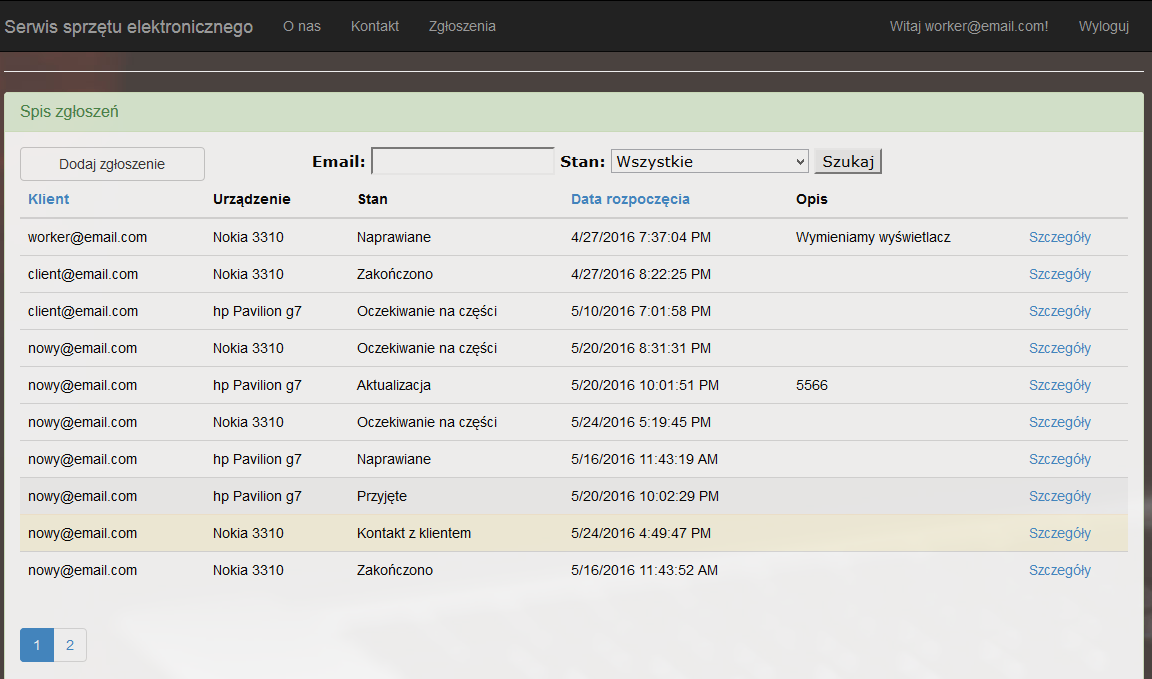 Serwis sprzętu elektronicznego O nas Kontakt Zgłoszenia Witaj worker@email.com! Wyloguj
Spis zgłoszeń
Dodaj zgłoszenie Email: Stan: Wszystkie Szukaj
Klient Urządzenie Stan Data rozpoczęcia Opis
worker@email.com Nokia 3310 Naprawiane 4/27/2016 7:37:04 PM Wymieniamy wyświetlacz Szczegóły
client@email.com Nokia 3310 Zakończono 4/27/2016 8:22:25 PM Szczegóły
client@email.com hp Pavilion g7 Oczekiwanie na części 5/10/2016 7:01:58 PM Szczegóły
nowy@email.com Nokia 3310 Oczekiwanie na części 5/20/2016 8:31:31 PM Szczegóły
nowy@email.com hp Pavilion g7 Aktualizacja 5/20/2016 10:01:51 PM 5566 Szczegóły
nowy@email.com Nokia 3310 Oczekiwanie na części 5/24/2016 5:19:45 PM Szczegóły
nowy@email.com hp Pavilion g7 Naprawiane 5/16/2016 11:43:19 AM Szczegóły
nowy@email.com hp Pavilion g7 Przyjęte 5/20/2016 10:02:29 PM Szczegóły
nowy@email.com Nokia 3310 Kontakt z klientem 5/24/2016 4:49:47 PM Szczegóły
nowy@email.com Nokia 3310 Zakończono 5/16/2016 11:43:52 AM Szczegóły
1 2